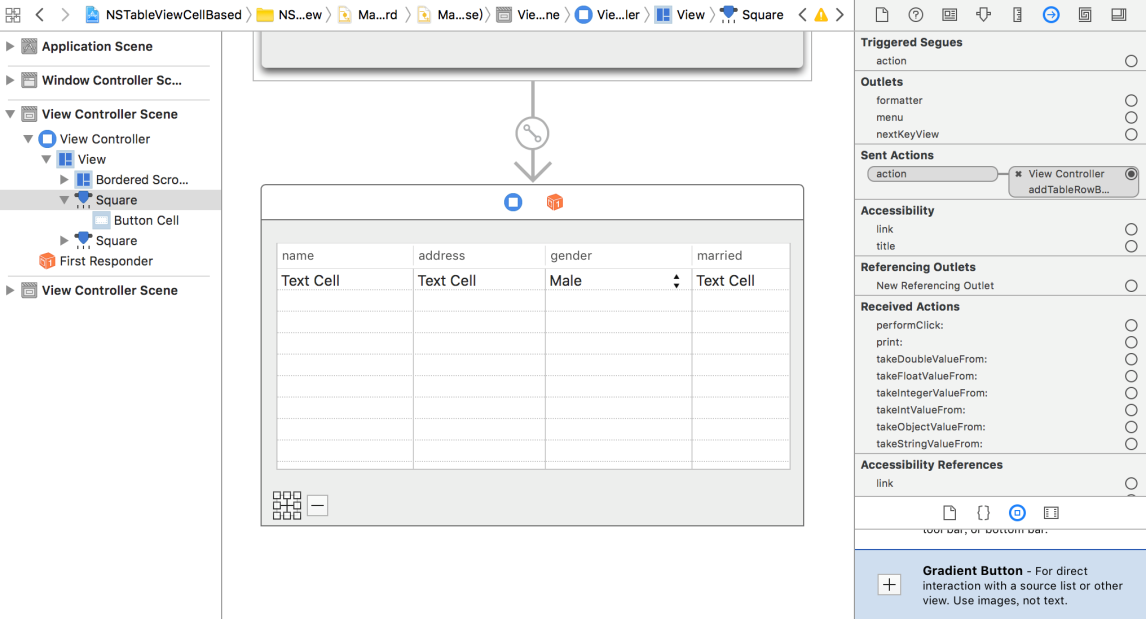 NSTableViewCellBased
NS...ew
Ma...rd
Ma...se)
Vie...ne
Vie...ler
View
Square
Application Scene
Window Controller Sc...
View Controller Scene
View Controller
View
Bordered Scro...
Square
Button Cell
Square
First Responder
View Controller Scene
name address gender married
Text Cell Text Cell Male Text Cell
Triggered Segues
action
Outlets
formatter
menu
nextKeyView
Sent Actions
action
View Controller
addTableRowB...
Accessibility
link
title
Referencing Outlets
New Referencing Outlet
Received Actions
performClick:
print:
takeDoubleValueFrom:
takeFloatValueFrom:
takeIntegerValueFrom:
takeIntValueFrom:
takeObjectValueFrom:
takeStringValueFrom:
Accessibility References
link
tool bar, or bottom bar.
Gradient Button - For direct
interaction with a source list or other
view. Use images, not text.